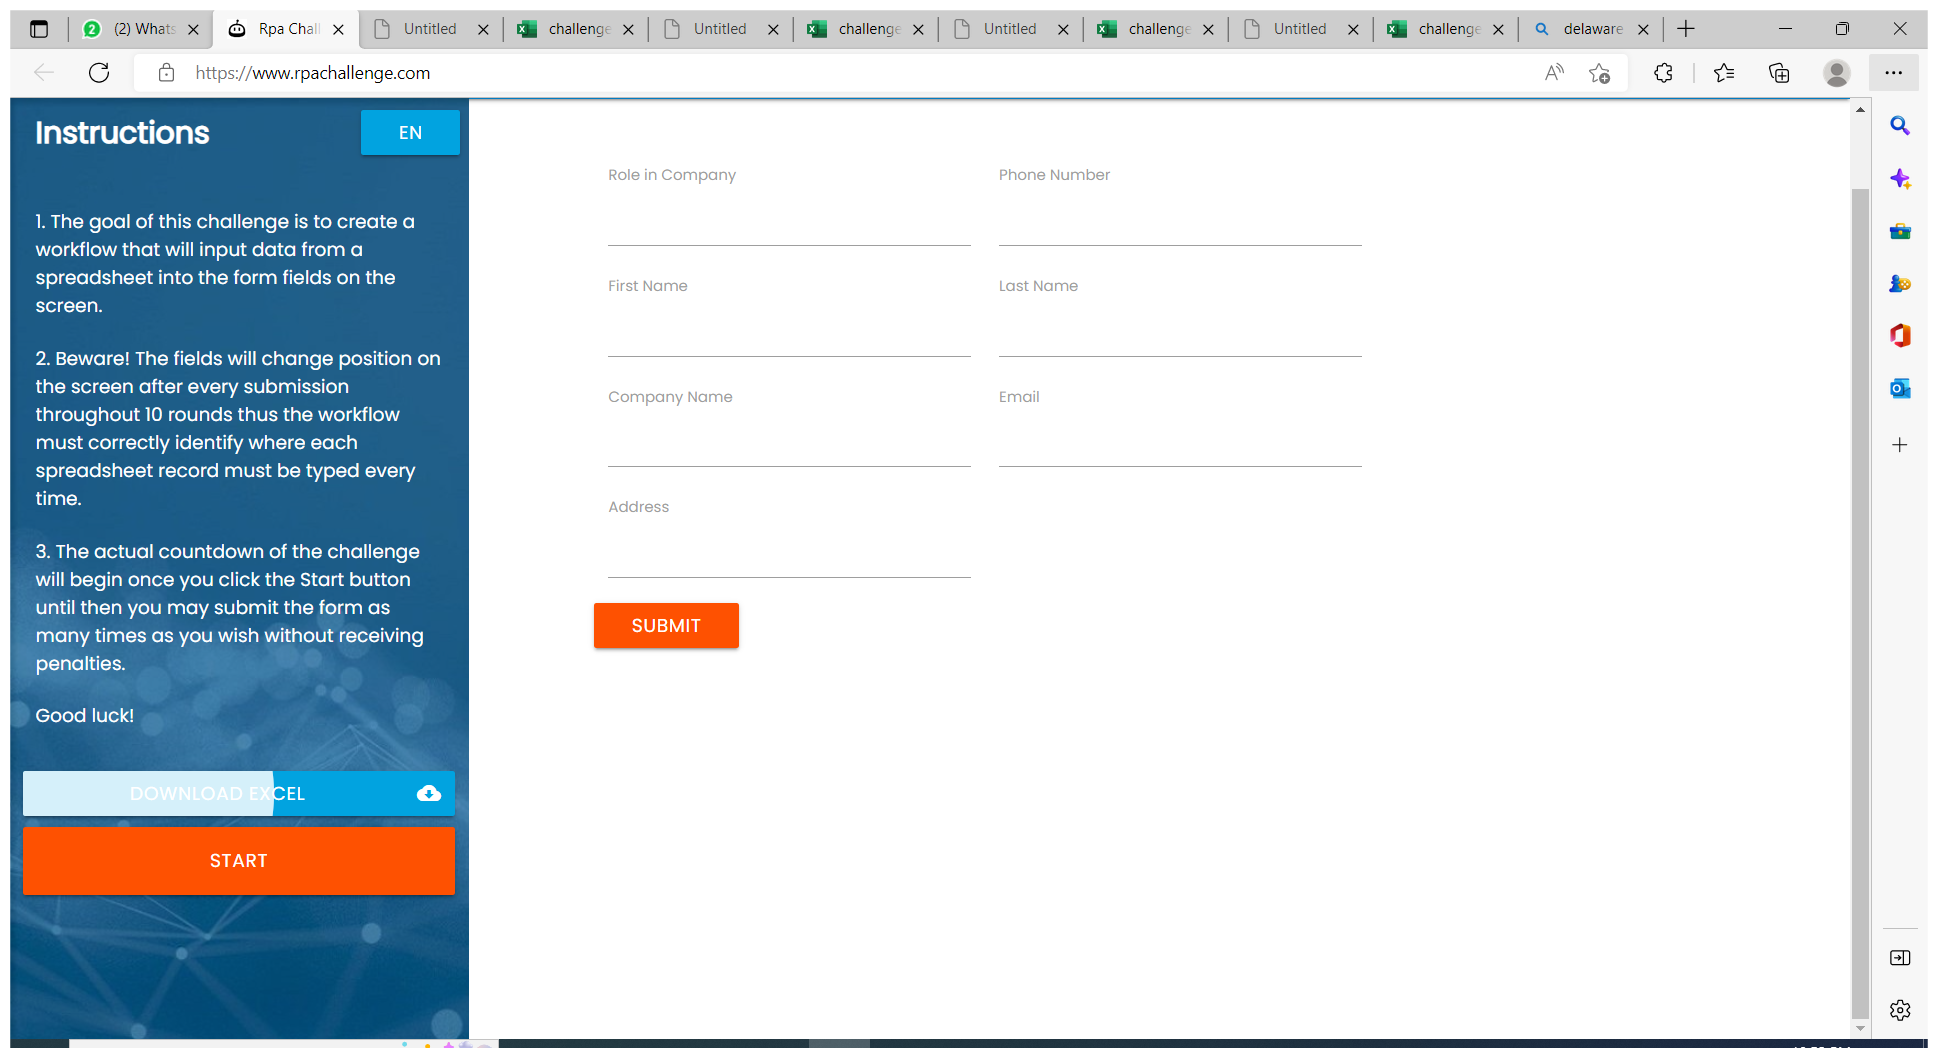 2
(2) Whats
Rpa Chall
Untitled
challenge
Untitled
challenge
Untitled
challenge
Untitled
challenge
delaware
https://www.rpachallenge.com
Instructions
EN
1. The goal of this challenge is to create a
workflow that will input data from a
spreadsheet into the form fields on the
screen.
2. Beware! The fields will change position on
the screen after every submission
throughout 10 rounds thus the workflow
must correctly identify where each
spreadsheet record must be typed every
time.
3. The actual countdown of the challenge
will begin once you click the Start button
until then you may submit the form as
many times as you wish without receiving
penalties.
Good luck!
DOWNLOAD EXCEL
START
Role in Company
Phone Number
First Name
Last Name
Company Name
Email
Address
SUBMIT